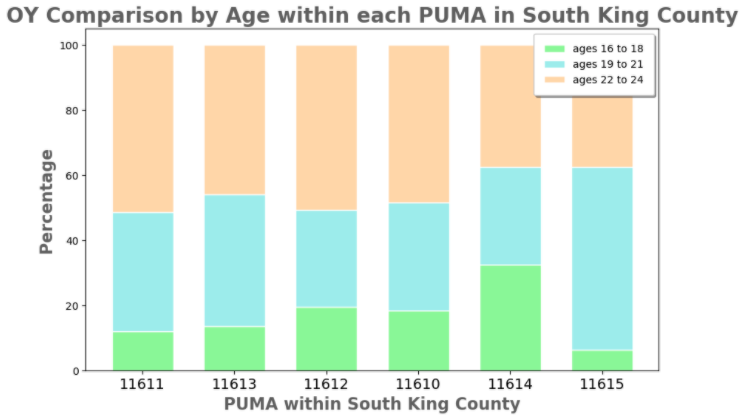 OY Comparison by Age within each PUMA in South King County
ages 16 to 18
ages 19 to 21
ages 22 to 24
100
80
60
40
20
0
Percentage
11611 11613 11612 11610 11614 11615
PUMA within South King County